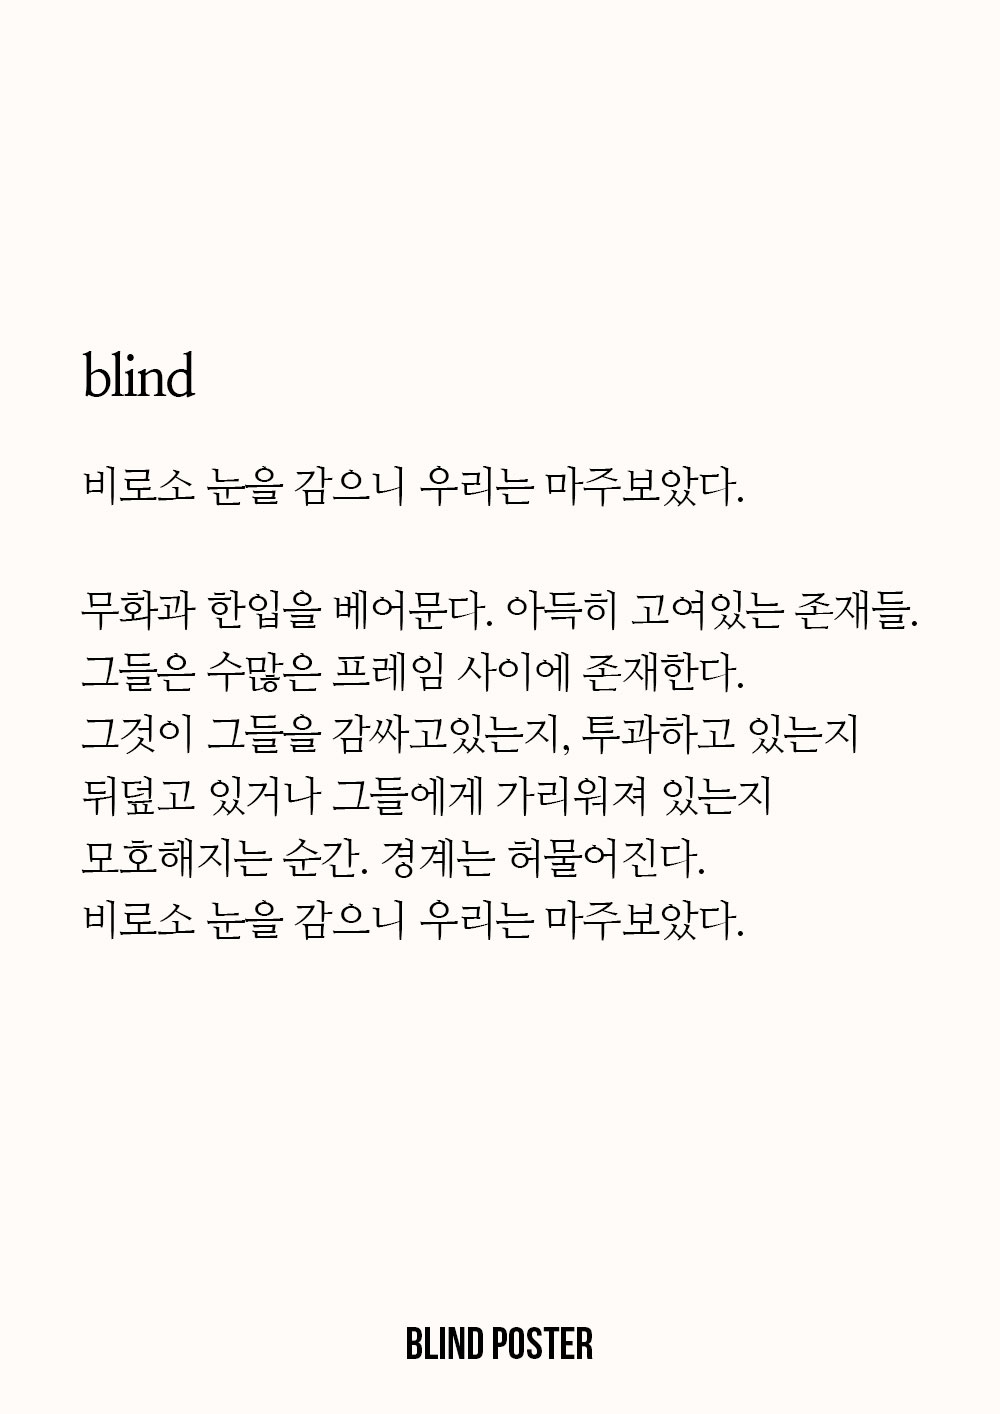 blind
비로소 눈을 감으니 우리는 마주보았다.
무화과 한입을 베어문다. 아득히 고여있는 존재들.
그들은 수많은 프레임 사이에 존재한다.
그것이 그들을 감싸고있는지, 투과하고 있는지
뒤덮고 있거나 그들에게 가리워져 있는지
모호해지는 순간. 경계는 허물어진다.
비로소 눈을 감으니 우리는 마주보았다.
BLIND POSTER